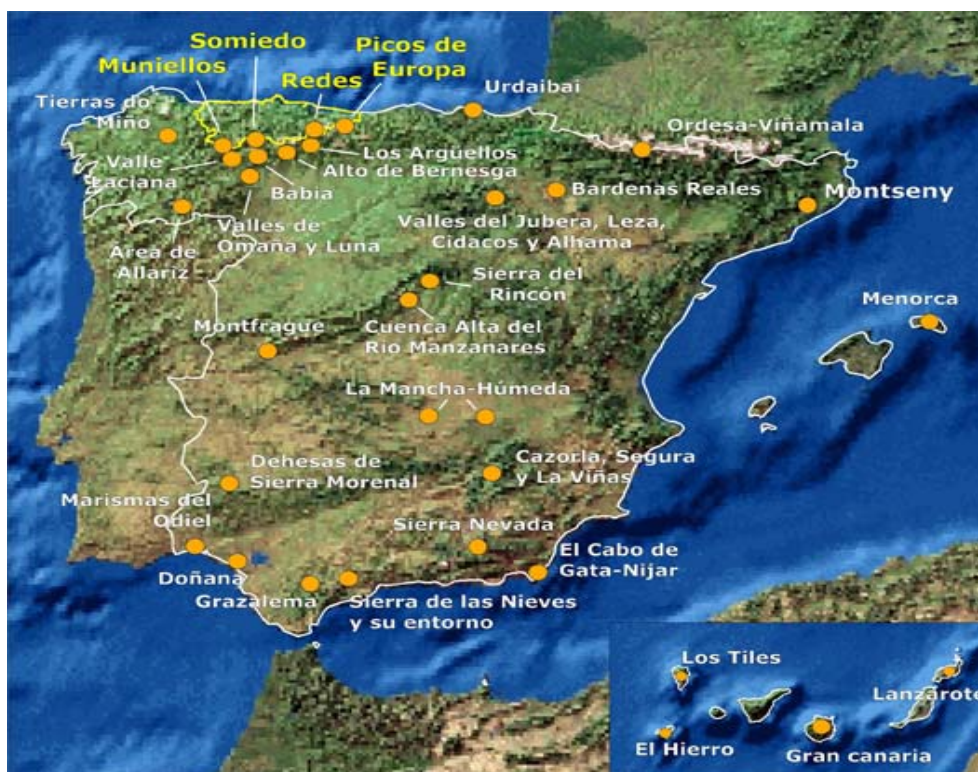 Somiedo
Picos de
Europa
Muniellos
Redes
Urdaibai
Tierras do
Miño
Ordesa-Viñamala
Valle
Laciana
Los Argüellos
Alto de Bernesga
Babia
Bardenas Reales
Montseny
Valles de
Omaña y Luna
Valles del Jubera, Leza,
Cidacos y Alhama
Área de
Allariz
Sierra del
Rincón
Menorca
Montfrague
Cuenca Alta del
Río Manzanares
La Mancha-Húmeda
Dehesas de
Sierra Morenal
Cazorla, Segura
y La Viñas
Marismas del
Odiel
Sierra Nevada
El Cabo de
Gata-Nijar
Doñana
Grazalema
Sierra de las Nieves
y su entorno
Los Tiles
Lanzarote
El Hierro
Gran canaria